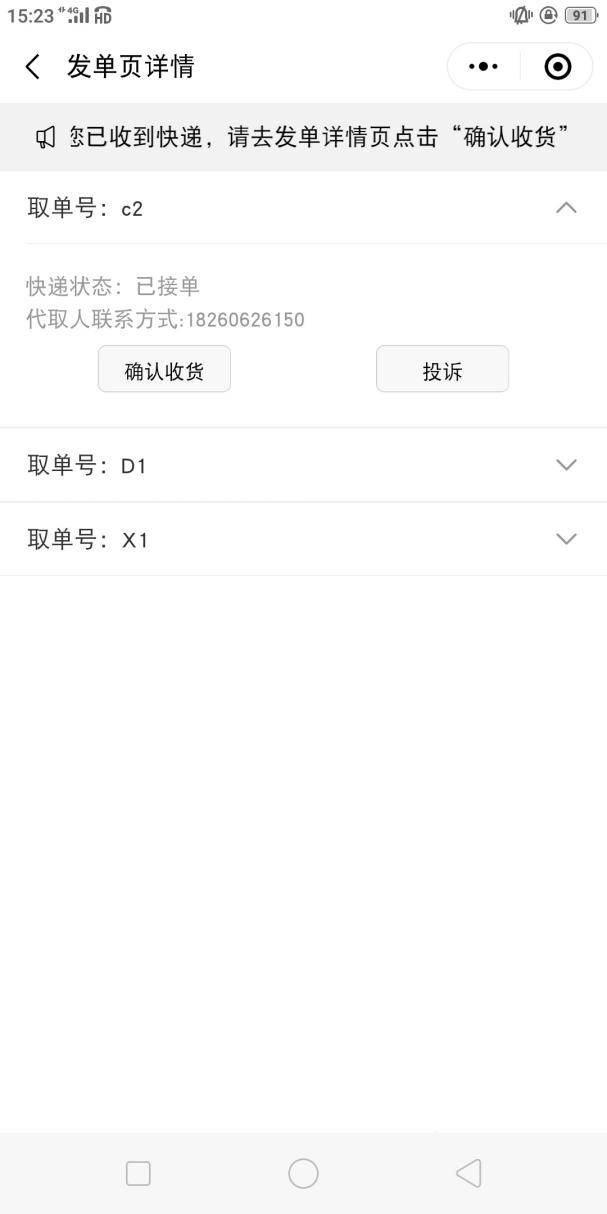 15:23 4G HD 91
发单页详情
您已收到快递，请去发单详情页点击“确认收货”
取单号：c2
快递状态：已接单
代取人联系方式:18260626150
确认收货 投诉
取单号：D1
取单号：X1